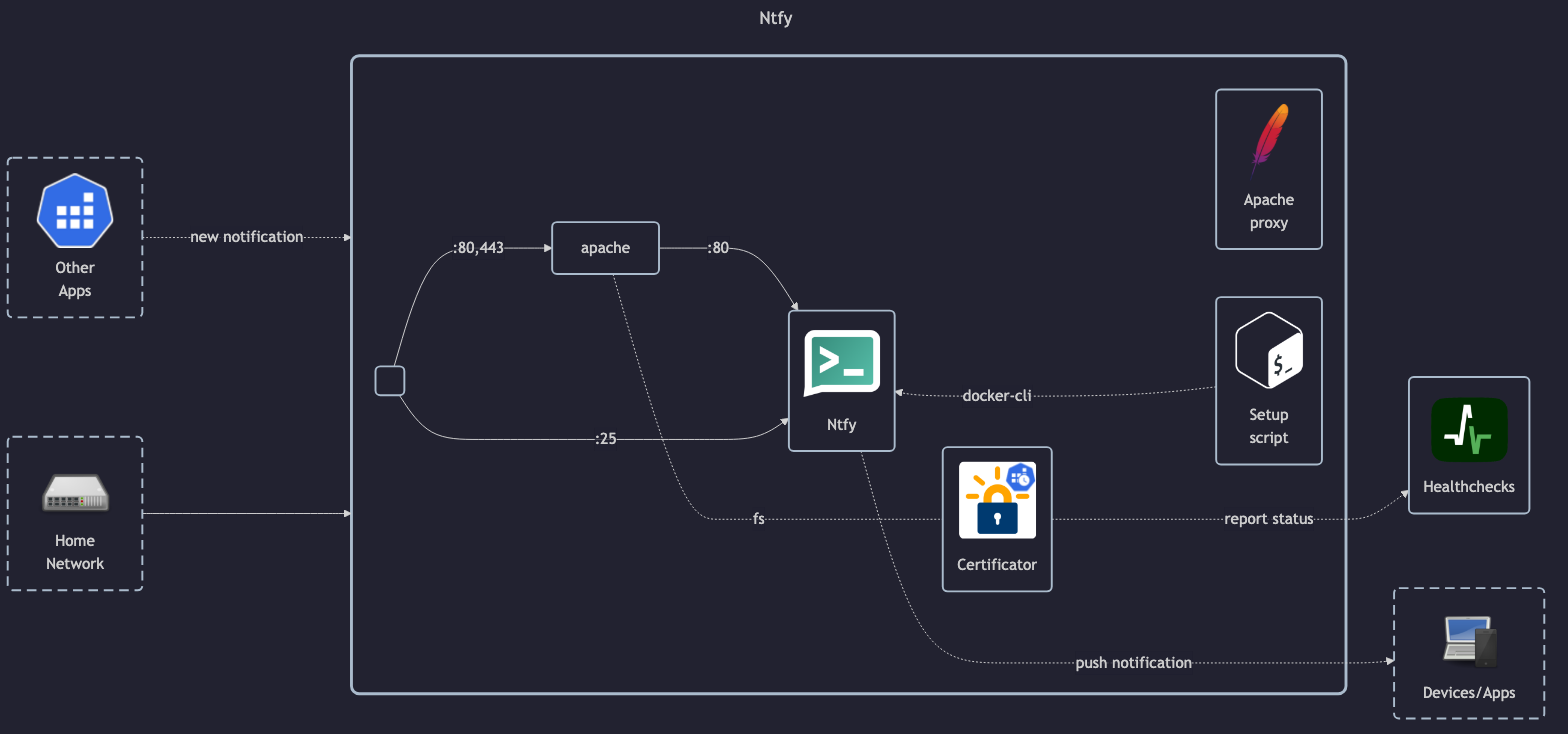 Ntfy
Apache
proxy
Other
Apps
new notification
:80,443
apache
:80
>_
Ntfy
:25
docker-cli
$_
Setup
script
Healthchecks
Home
Network
fs
Certificator
report status
push notification
Devices/Apps